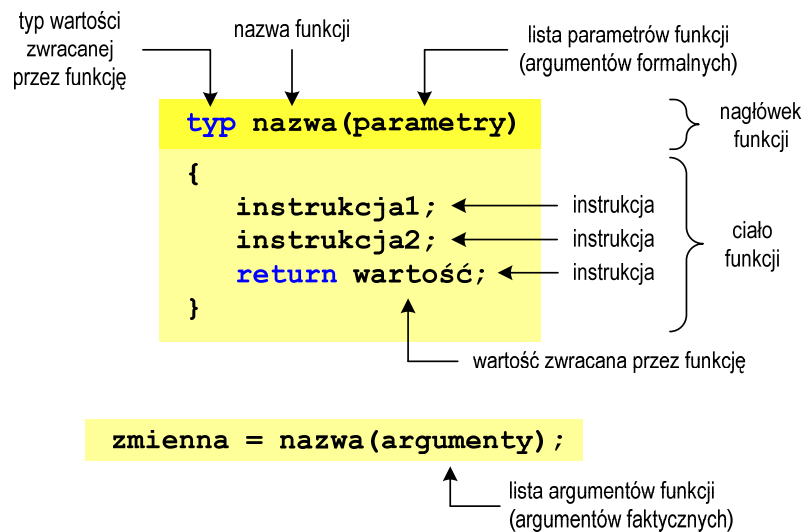 typ wartości
zwracanej
przez funkcję
nazwa funkcji
lista parametrów funkcji
(argumentów formalnych)
typ nazwa(parametry)
nagłówek
funkcji
{
instrukcja1;
instrukcja
instrukcja2;
instrukcja
return wartość;
instrukcja
}
ciało
funkcji
wartość zwracana przez funkcję
zmienna = nazwa(argumenty);
lista argumentów funkcji
(argumentów faktycznych)